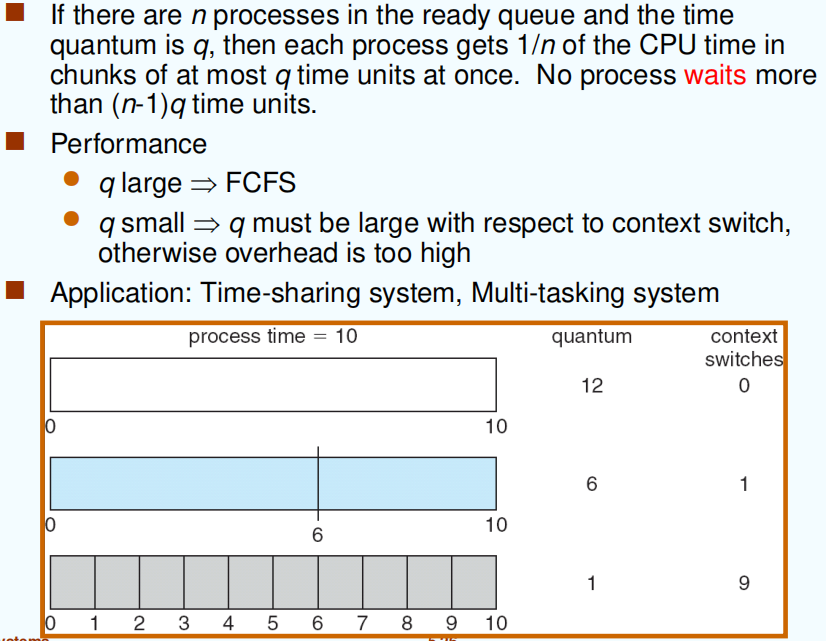 If there are n processes in the ready queue and the time
quantum is q, then each process gets 1/n of the CPU time in
chunks of at most q time units at once. No process waits more
than (n-1)q time units.
Performance
q large ⇒ FCFS
q small ⇒ q must be large with respect to context switch,
otherwise overhead is too high
Application: Time-sharing system, Multi-tasking system
process time = 10 quantum context
switches
12 0
0 10
6 1
0 6 10
1 9
0 1 2 3 4 5 6 7 8 9 10